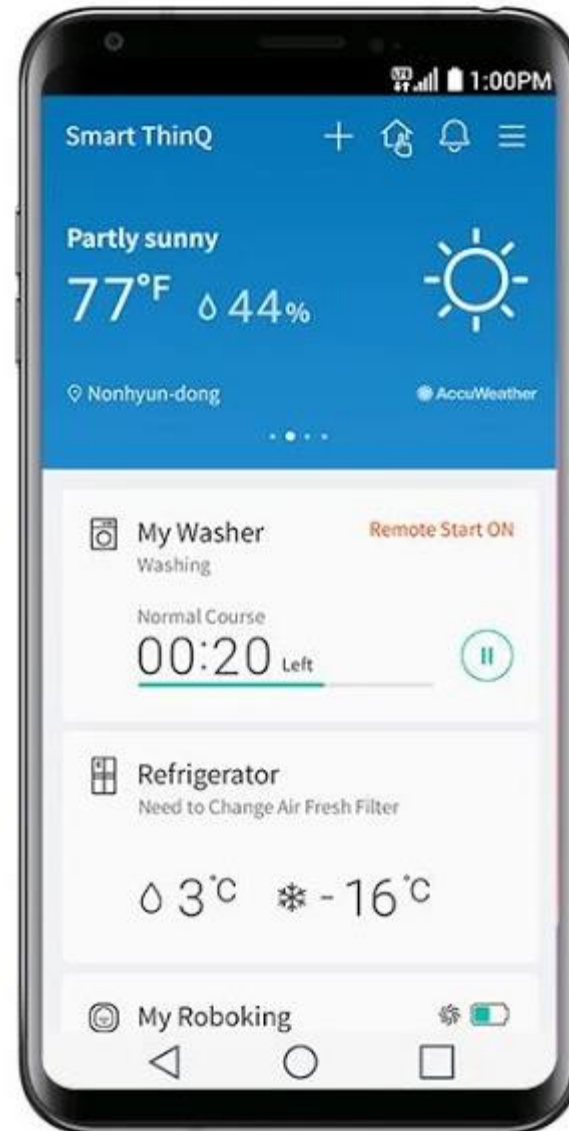 LTE 1:00PM
Smart ThinQ
Partly sunny
77°F 44%
Nonhyun-dong AccuWeather
My Washer Remote Start ON
Washing
Normal Course
00:20 Left
Refrigerator
Need to Change Air Fresh Filter
3°C -16°C
My Roboking